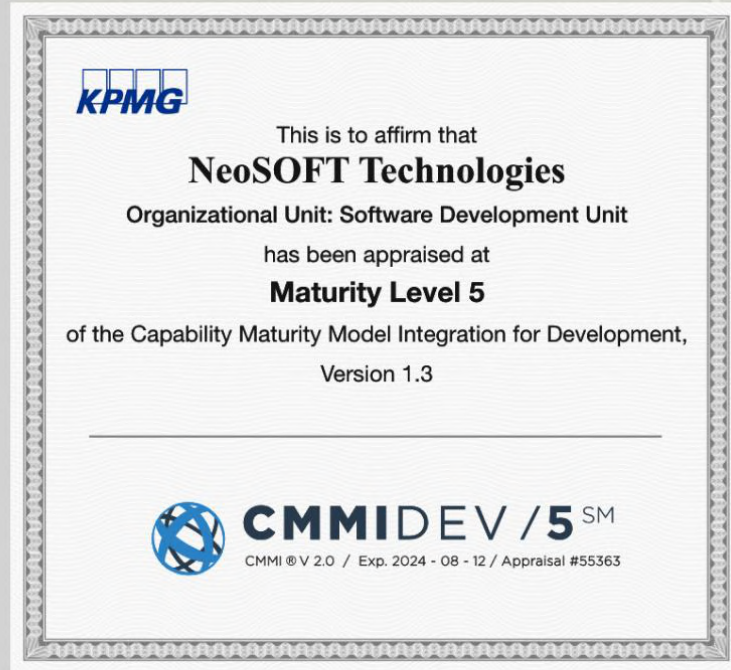 KPMG
This is to affirm that
NeoSOFT Technologies
Organizational Unit: Software Development Unit
has been appraised at
Maturity Level 5
of the Capability Maturity Model Integration for Development,
Version 1.3
CMMIDEV/5 SM
CMMI ® V 2.0 / Exp. 2024 - 08 - 12 / Appraisal #55363